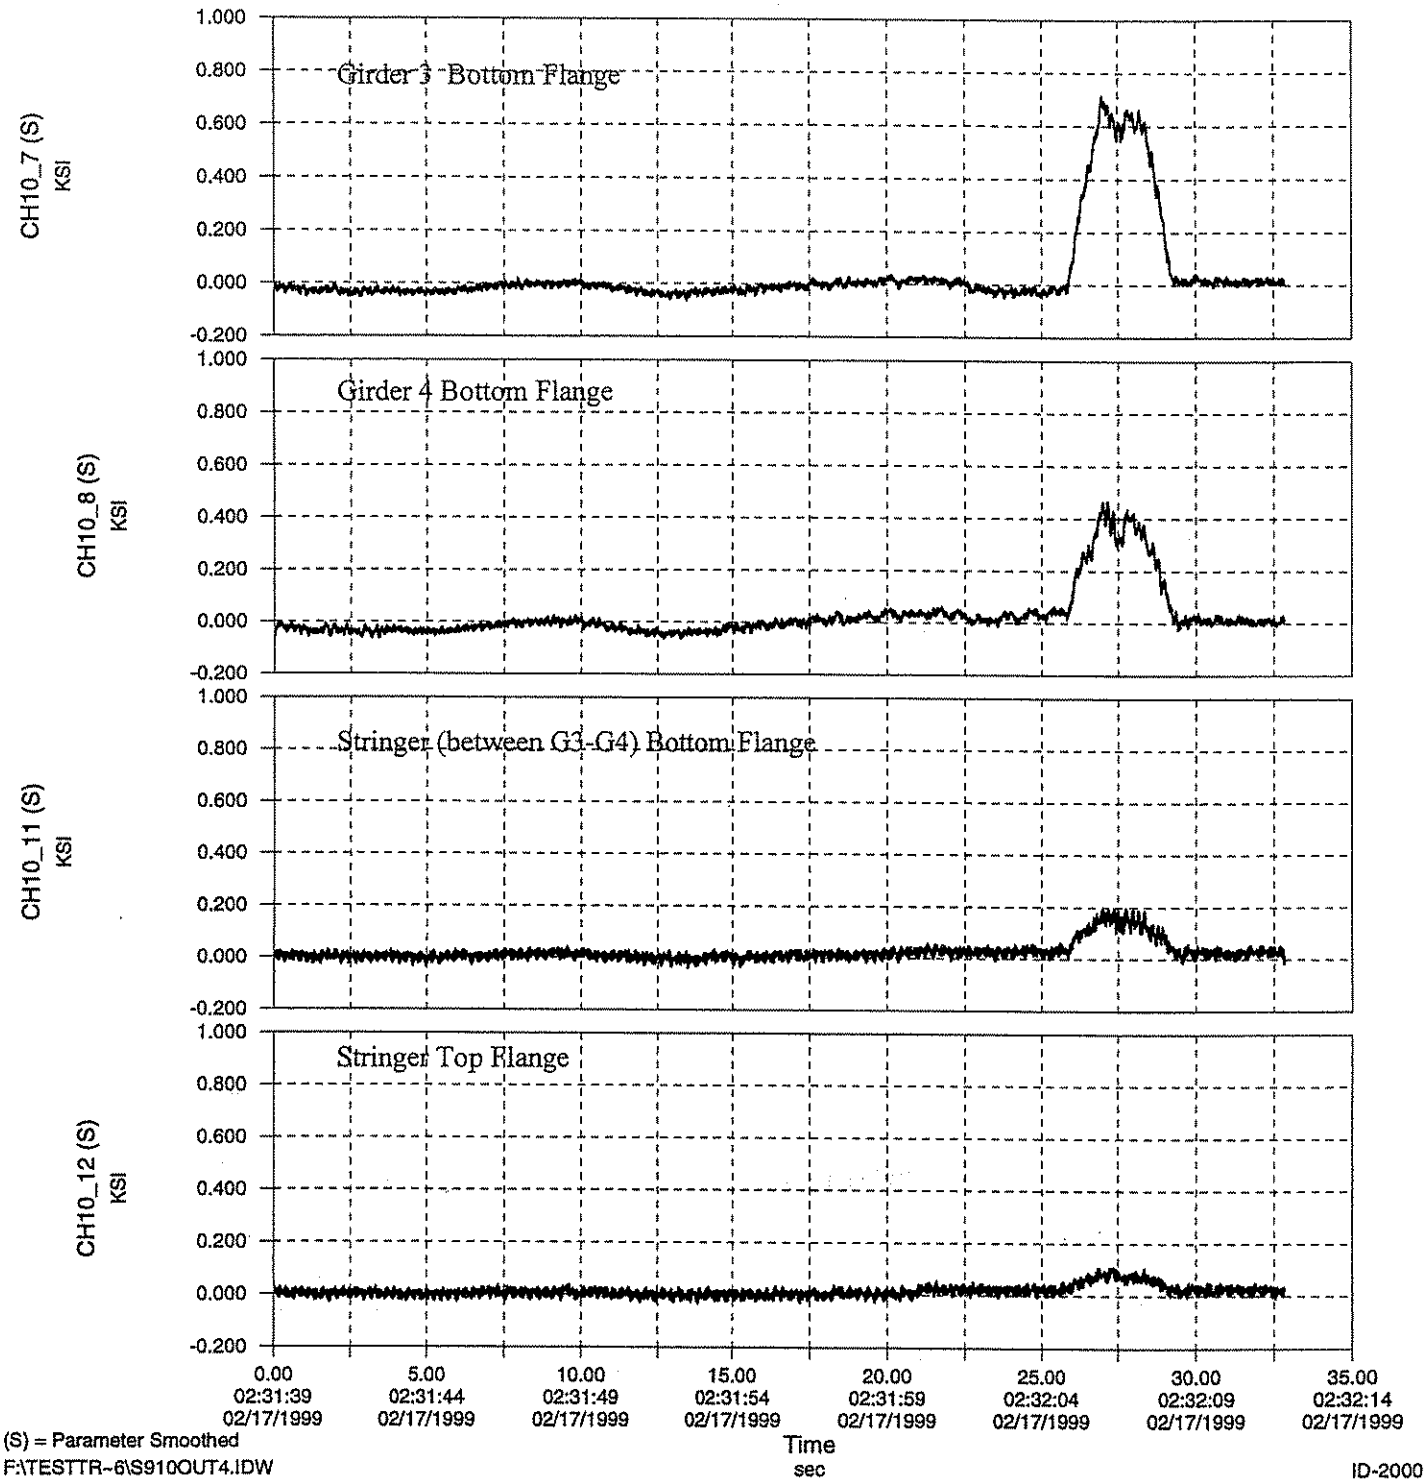 1.000
0.800
0.600
0.400
0.200
0.000
-0.200
CH10_7 (S)
KSI
Girder 3 Bottom Flange
1.000
0.800
0.600
0.400
0.200
0.000
-0.200
CH10_8 (S)
KSI
Girder 4 Bottom Flange
1.000
0.800
0.600
0.400
0.200
0.000
-0.200
CH10_11 (S)
KSI
Stringer (between G3-G4) Bottom Flange
1.000
0.800
0.600
0.400
0.200
0.000
-0.200
CH10_12 (S)
KSI
Stringer Top Flange
0.00 5.00 10.00 15.00 20.00 25.00 30.00 35.00
02:31:39 02:31:44 02:31:49 02:31:54 02:31:59 02:32:04 02:32:09 02:32:14
02/17/1999 02/17/1999 02/17/1999 02/17/1999 02/17/1999 02/17/1999 02/17/1999 02/17/1999
(S) = Parameter Smoothed
Time
F:\TESTTR~6\S910OUT4.IDW
sec
ID-2000